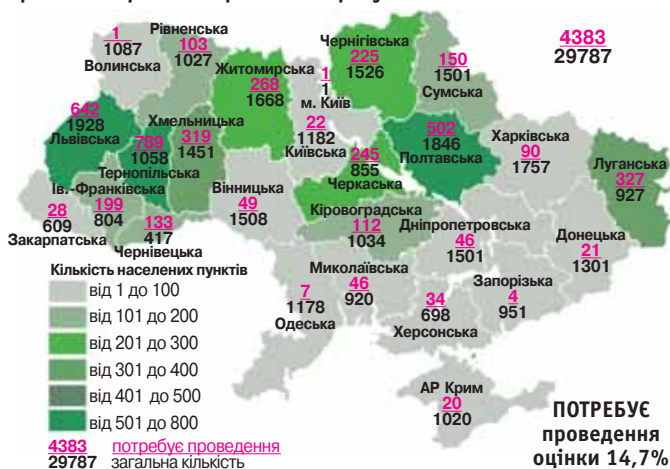 1
1087
Волинська
Рівненська
103
1027
Житомирська
268
1668
Чернігівська
225
1526
1
1
м. Київ
150
1501
Сумська
4383
29787
642
1928
Львівська
789
1058
Тернопільська
Хмельницька
319
1451
22
1182
Київська
245
855
Черкаська
502
1846
Полтавська
Харківська
90
1757
Луганська
327
927
Ів.-Франківська
199
804
28
609
Закарпатська
133
417
Чернівецька
Вінницька
49
1508
Кіровоградська
112
1034
Дніпропетровська
46
1501
Донецька
21
1301
Миколаївська
46
920
7
1178
Одеська
34
698
Херсонська
Запорізька
4
951
АР Крим
20
1020
Кількість населених пунктів
від 1 до 100
від 101 до 200
від 201 до 300
від 301 до 400
від 401 до 500
від 501 до 800
4383 потребує проведення
29787 загальна кількість
ПОТРЕБУЄ
проведення
оцінки 14,7%